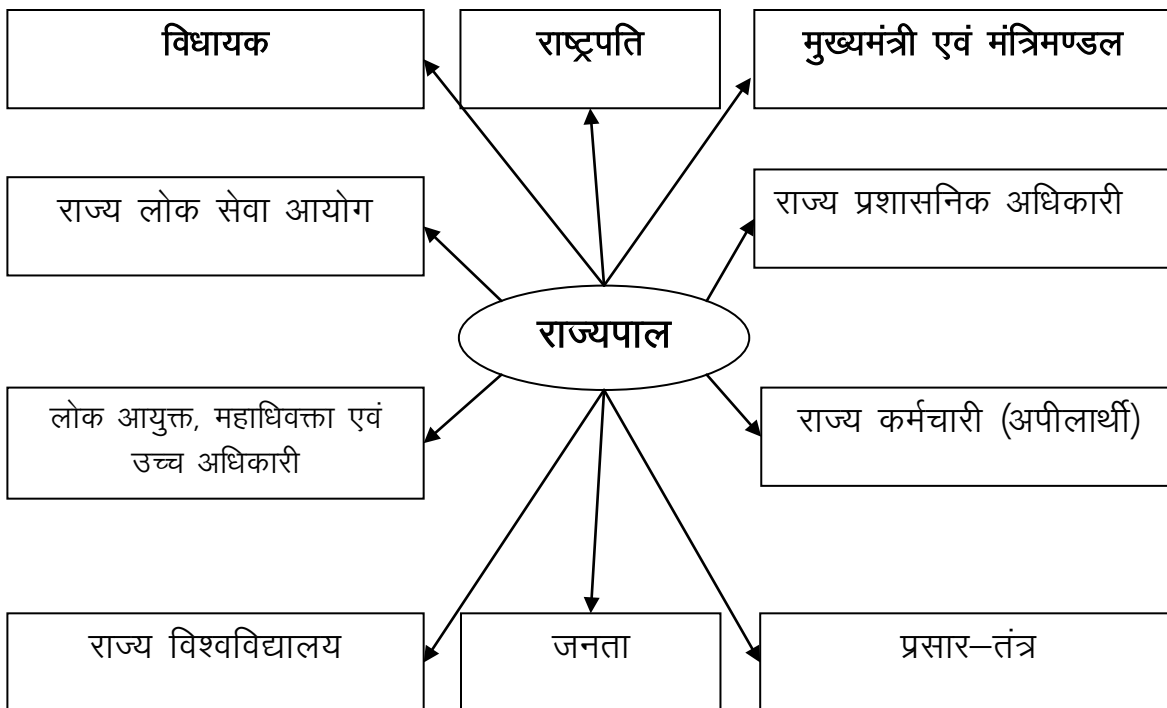 विधायक
राष्ट्रपति
मुख्यमंत्री एवं मंत्रिमण्डल
राज्य लोक सेवा आयोग
राज्य प्रशासनिक अधिकारी
राज्यपाल
लोक आयुक्त, महाधिवक्ता एवं
उच्च अधिकारी
राज्य कर्मचारी (अपीलार्थी)
राज्य विश्वविद्यालय
जनता
प्रसार–तंत्र